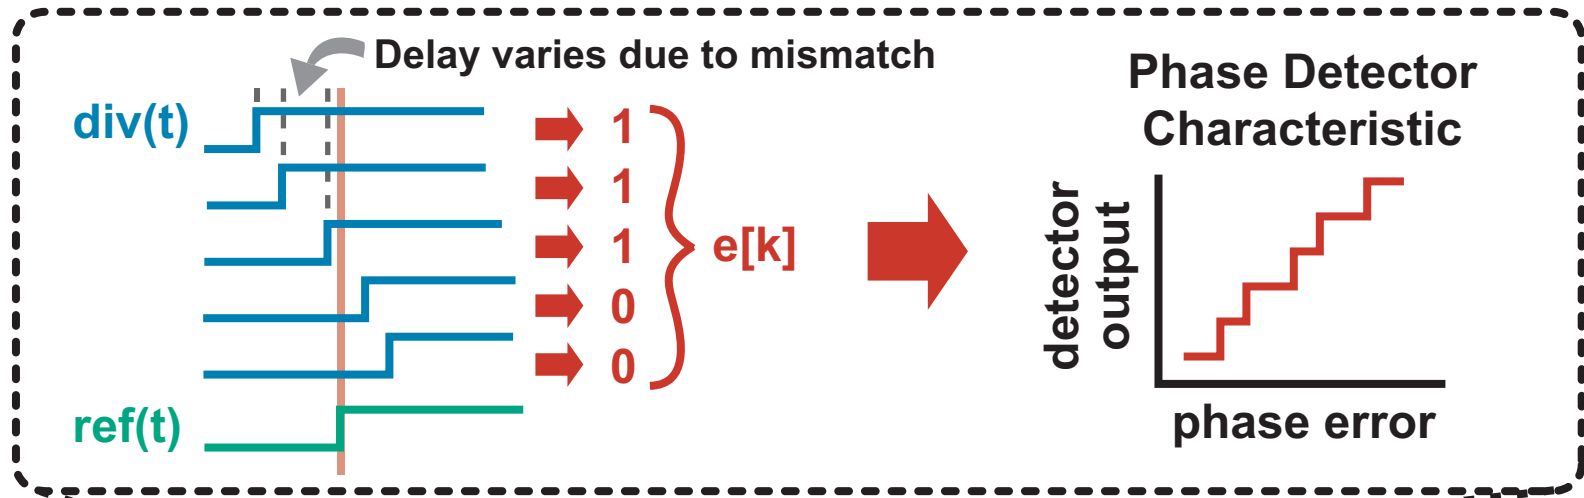 Delay varies due to mismatch
div(t)
1
1
1
0
0
e[k]
ref(t)
Phase Detector
Characteristic
detector
output
phase error